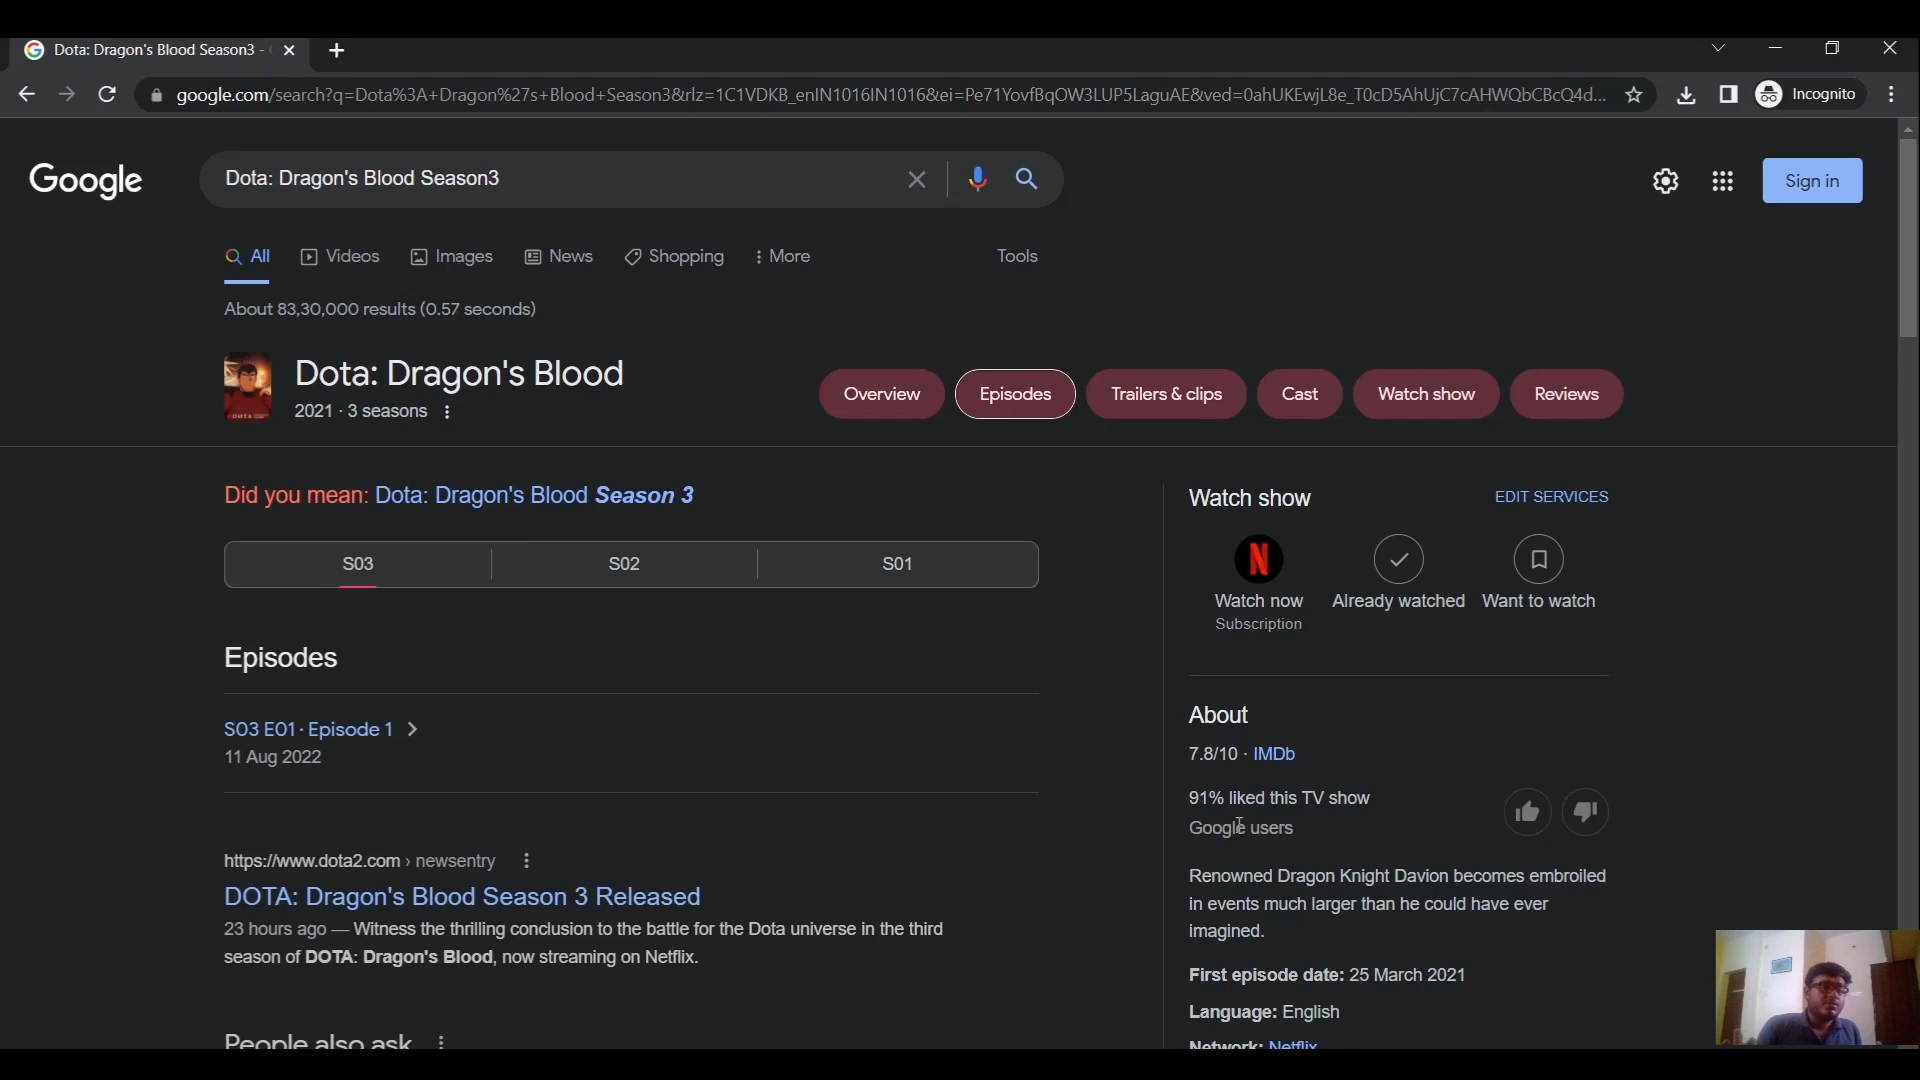 Dota: Dragon's Blood Season3 -
google.com/search?q=Dota%3A+Dragon%27s+Blood+Season3&rlz=1C1VDKB_enIN1016IN1016&ei=Pe71YovfBqOW3LUP5LaguAE&ved=0ahUKEwjL8e_T0cD5AhUjC7cAHWQbCBcQ4d...
Incognito
Google
Dota: Dragon's Blood Season3
Sign in
All
Videos
Images
News
Shopping
More
Tools
About 83,30,000 results (0.57 seconds)
Dota: Dragon's Blood
2021 · 3 seasons
Overview
Episodes
Trailers & clips
Cast
Watch show
Reviews
Did you mean: Dota: Dragon's Blood Season 3
S03
S02
S01
Episodes
S03 E01 · Episode 1
11 Aug 2022
https://www.dota2.com › newsentry
DOTA: Dragon's Blood Season 3 Released
23 hours ago — Witness the thrilling conclusion to the battle for the Dota universe in the third
season of DOTA: Dragon's Blood, now streaming on Netflix.
People also ask
Watch show
EDIT SERVICES
Watch now
Subscription
Already watched
Want to watch
About
7.8/10 · IMDb
91% liked this TV show
Google users
Renowned Dragon Knight Davion becomes embroiled
in events much larger than he could have ever
imagined.
First episode date: 25 March 2021
Language: English
Network: Netflix